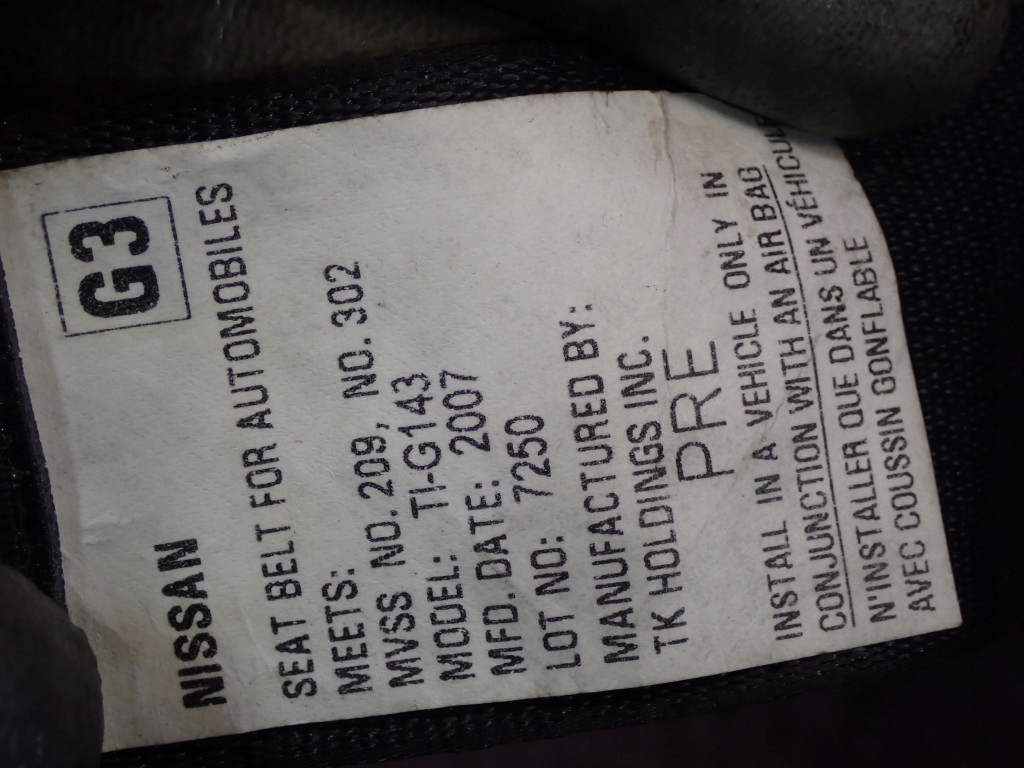 G3
NISSAN
SEAT BELT FOR AUTOMOBILES
MEETS:
MVSS NO. 209, NO. 302
MODEL: TI-G143
MFD. DATE: 2007
LOT NO: 7250
MANUFACTURED BY:
TK HOLDINGS INC.
PRE
INSTALL IN A VEHICLE ONLY IN
CONJUNCTION WITH AN AIR BAG
N'INSTALLER QUE DANS UN VÉHICULE
AVEC COUSSIN GONFLABLE